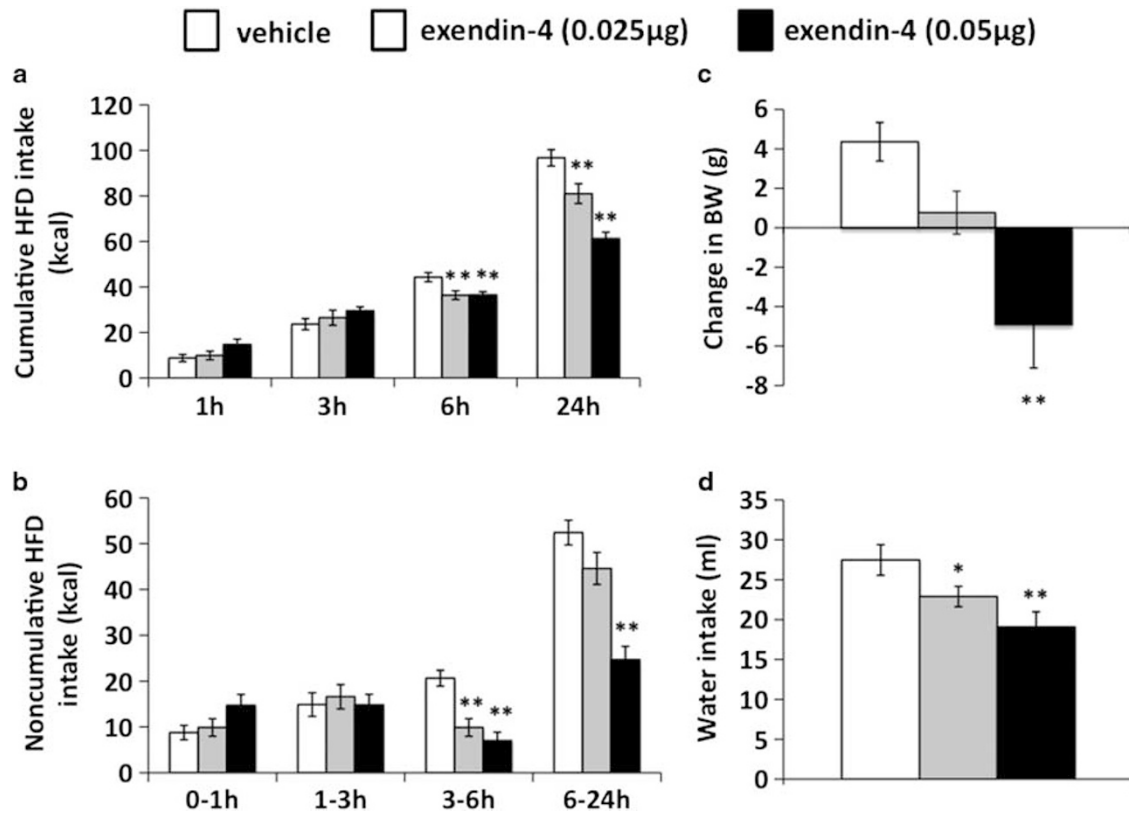 vehicle exendin-4 (0.025µg) exendin-4 (0.05µg)
a
Cumulative HFD intake
(kcal)
120
100
80
60
40
20
0
** ** ** **
1h 3h 6h 24h
b
Noncumulative HFD
intake (kcal)
60
50
40
30
20
10
0
** ** **
0-1h 1-3h 3-6h 6-24h
c
Change in BW (g)
6
4
2
0
-2
-4
-6
-8
**
d
Water intake (ml)
35
30
25
20
15
10
5
0
* **